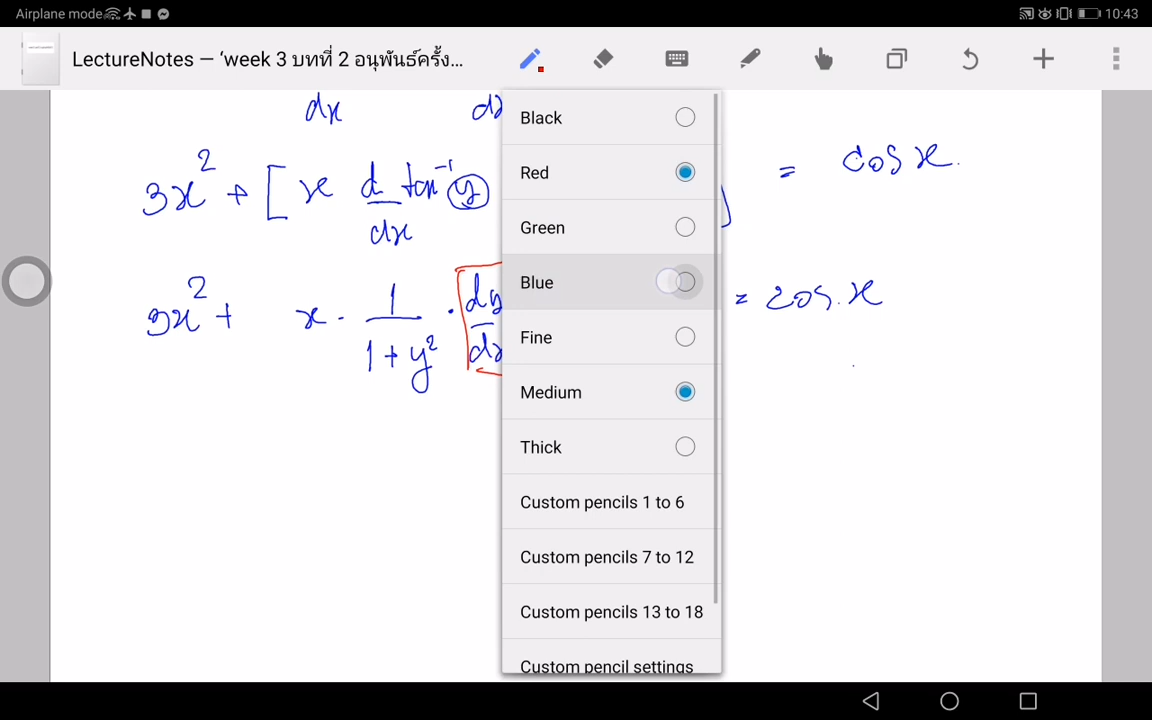 Airplane mode 10:43
LectureNotes — ‘week 3 บทที่ 2 อนุพันธ์ครั้ง...
dx
3x² + [ x d/dx tan⁻¹ y ] = cos x.
3x² + x · 1/(1+y²) · dy/dx = cos. x
Black
Red
Green
Blue
Fine
Medium
Thick
Custom pencils 1 to 6
Custom pencils 7 to 12
Custom pencils 13 to 18
Custom pencil settings